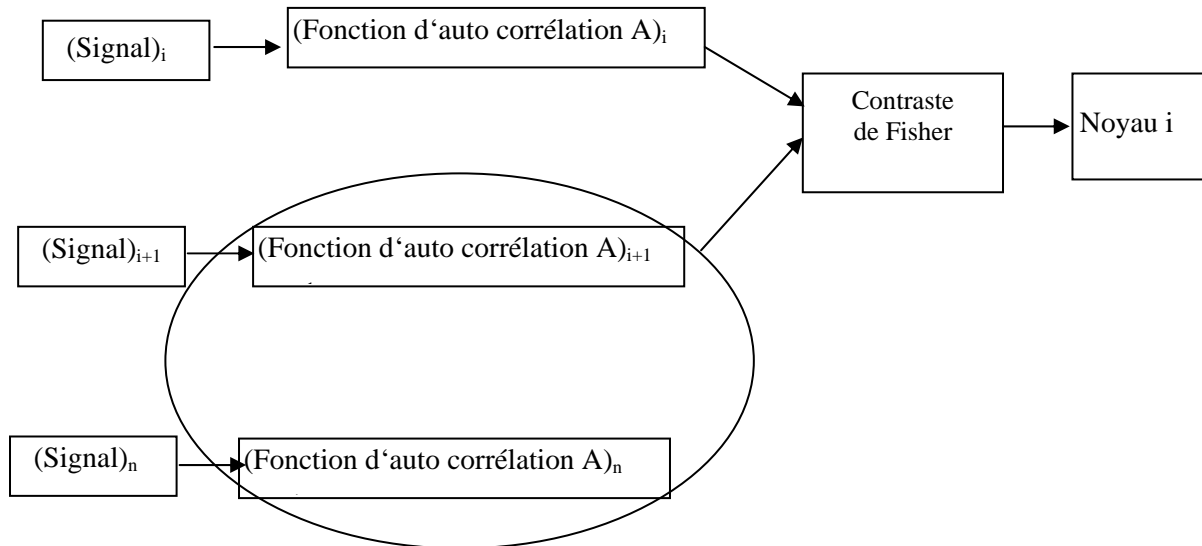 (Signal)i
(Fonction d‘auto corrélation A)i
Contraste
de Fisher
Noyau i
(Signal)i+1
(Fonction d‘auto corrélation A)i+1
(Signal)n
(Fonction d‘auto corrélation A)n